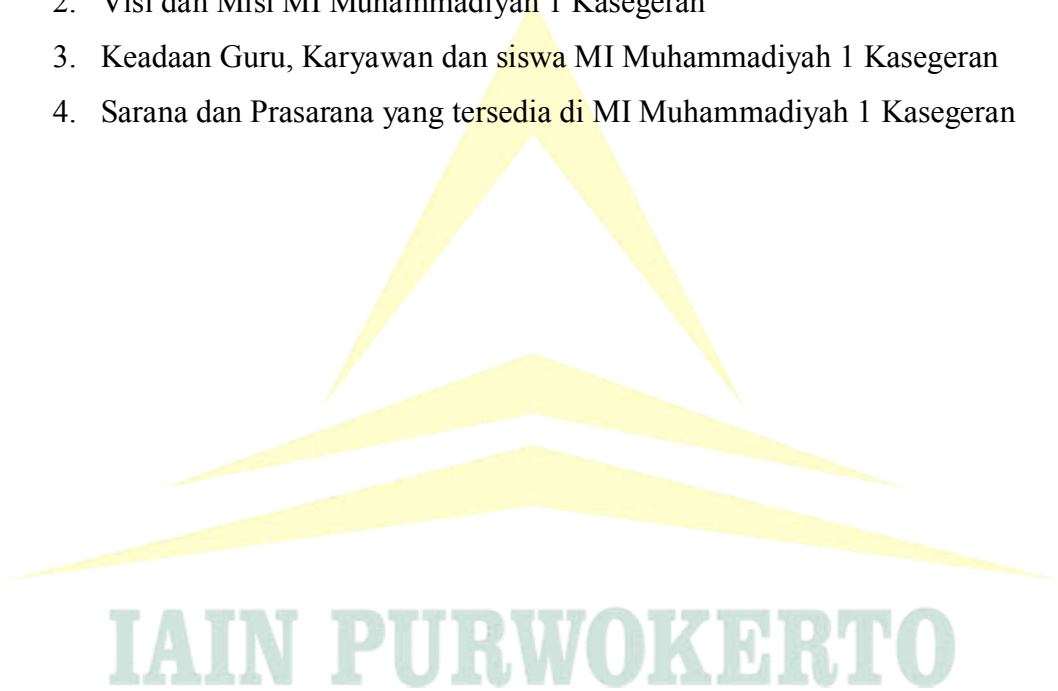 2. Visi dan Misi MI Muhammadiyah 1 Kasegeran
3. Keadaan Guru, Karyawan dan siswa MI Muhammadiyah 1 Kasegeran
4. Sarana dan Prasarana yang tersedia di MI Muhammadiyah 1 Kasegeran
IAIN PURWOKERTO